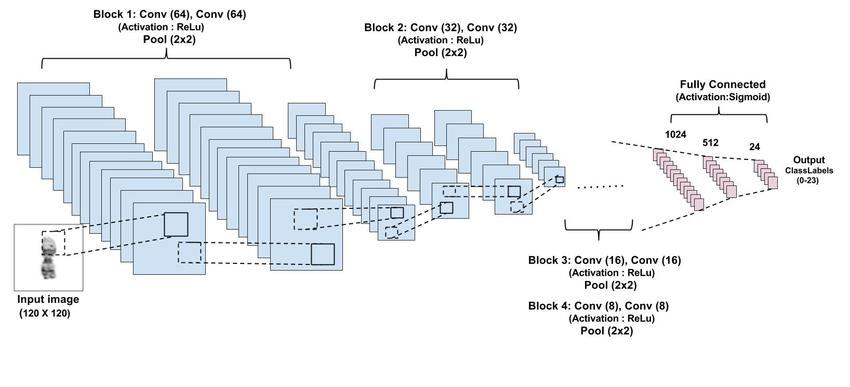 Block 1: Conv (64), Conv (64)
(Activation : ReLu)
Pool (2x2)
Block 2: Conv (32), Conv (32)
(Activation : ReLu)
Pool (2x2)
Fully Connected
(Activation:Sigmoid)
1024
512
24
Output
ClassLabels
(0-23)
Input image
(120 X 120)
Block 3: Conv (16), Conv (16)
(Activation : ReLu)
Pool (2x2)
Block 4: Conv (8), Conv (8)
(Activation : ReLu)
Pool (2x2)